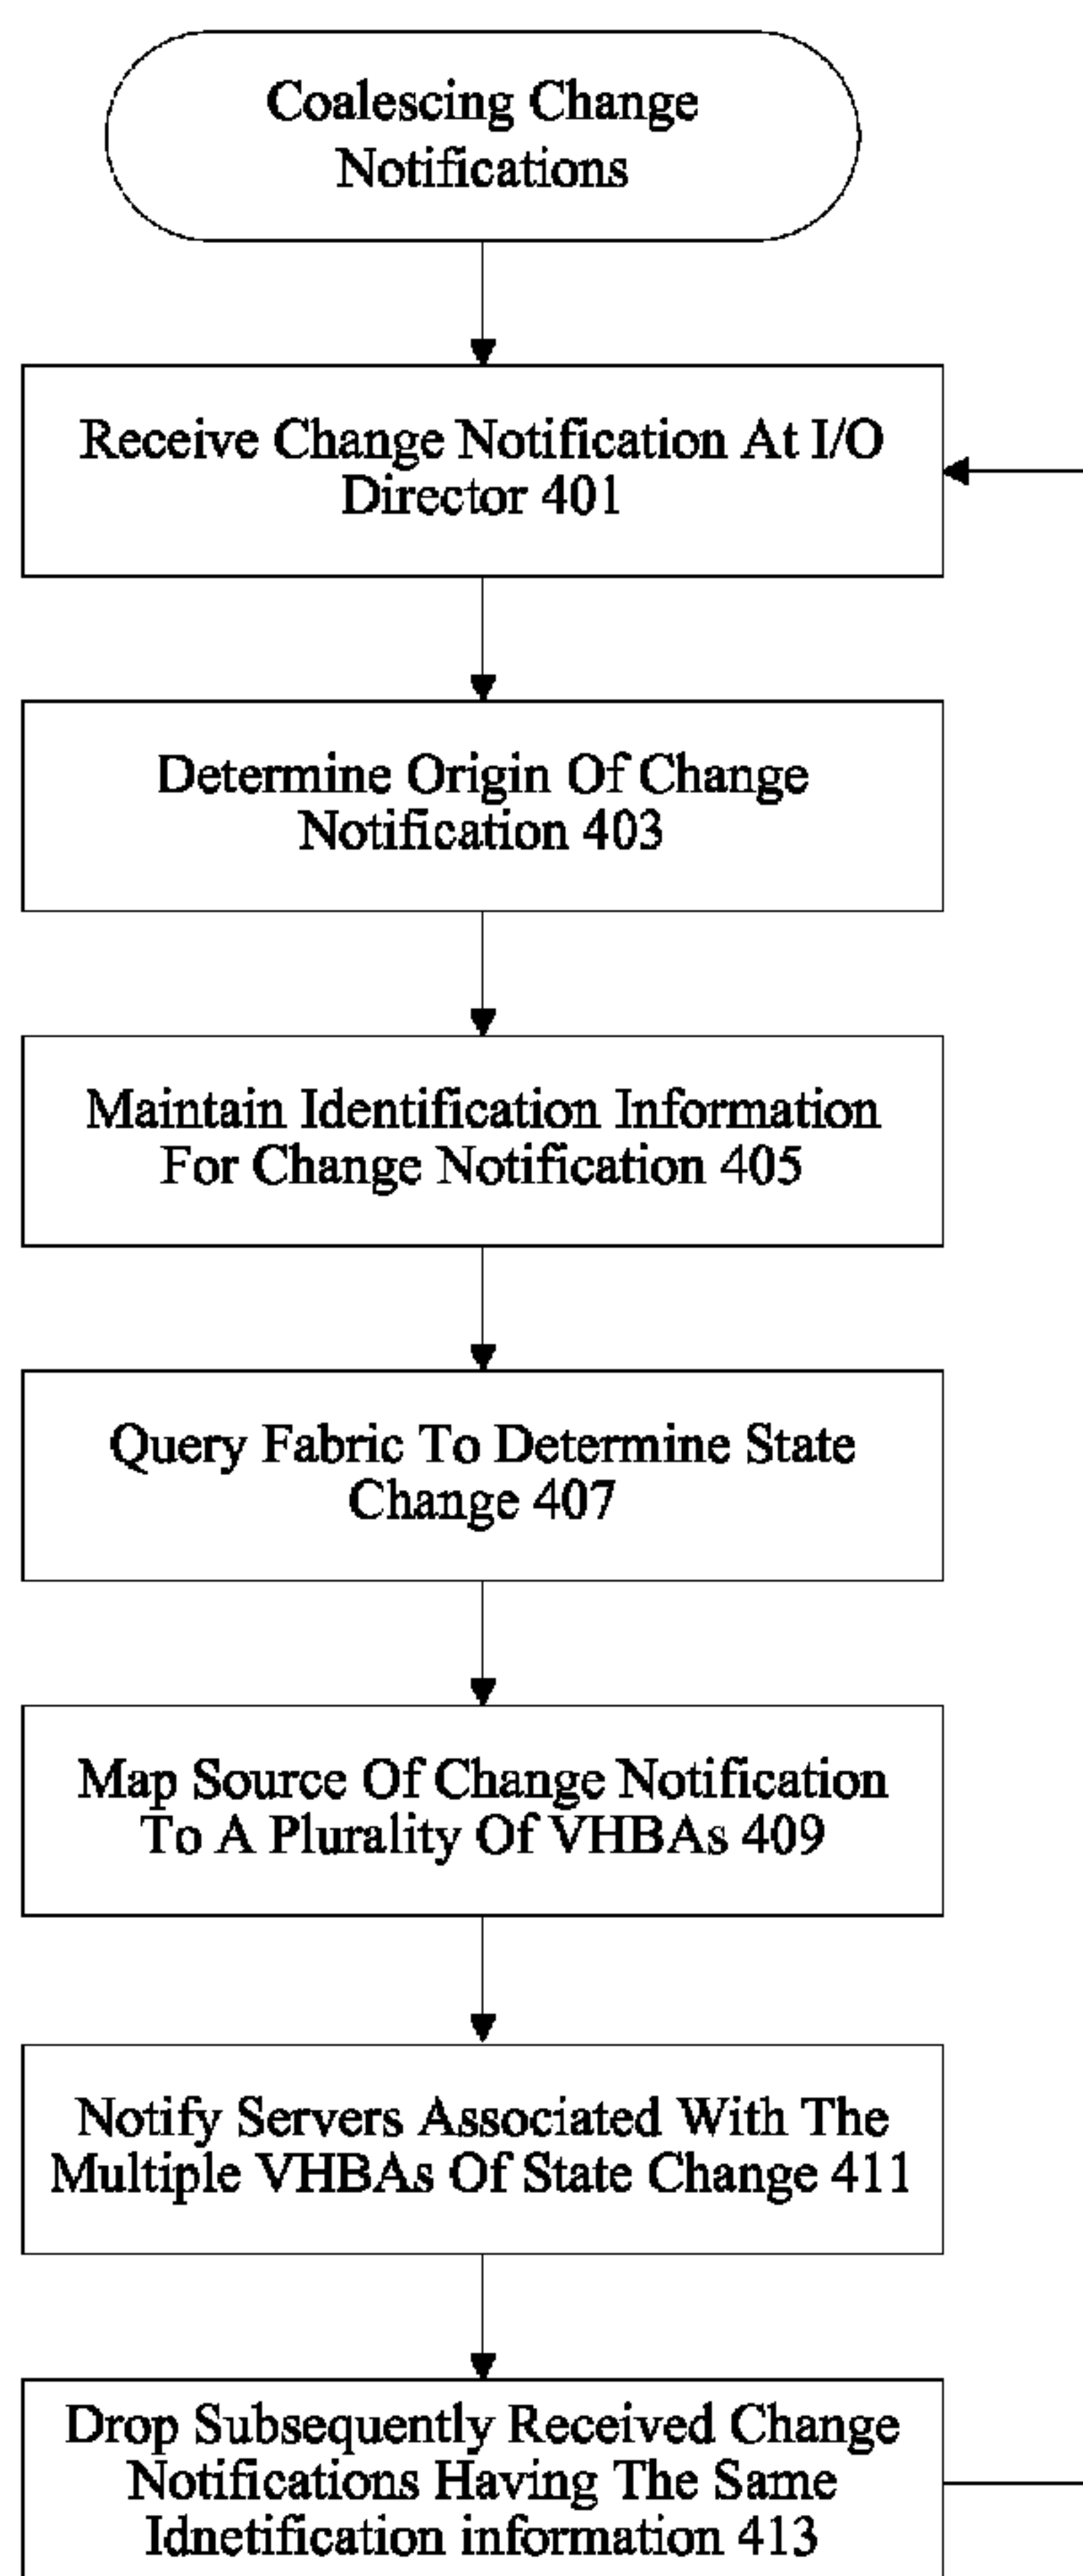 Coalescing Change
Notifications
Receive Change Notification At I/O
Director 401
Determine Origin Of Change
Notification 403
Maintain Identification Information
For Change Notification 405
Query Fabric To Determine State
Change 407
Map Source Of Change Notification
To A Plurality Of VHBAs 409
Notify Servers Associated With The
Multiple VHBAs Of State Change 411
Drop Subsequently Received Change
Notifications Having The Same
Idnetification information 413